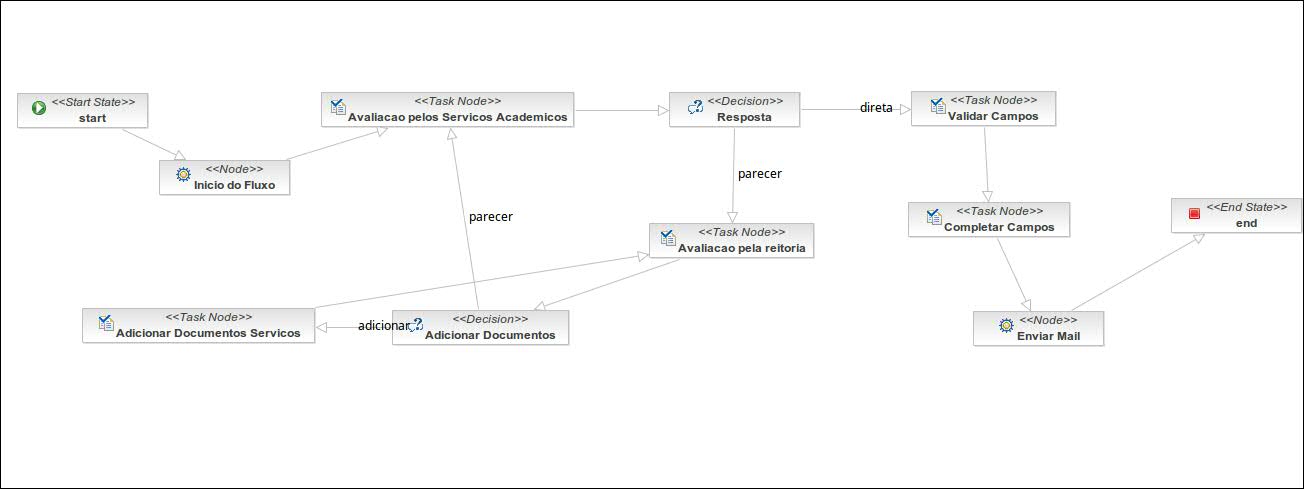 <<Start State>>
start
<<Node>>
Inicio do Fluxo
<<Task Node>>
Avaliacao pelos Servicos Academicos
<<Decision>>
Resposta
direta
<<Task Node>>
Validar Campos
parecer
<<Task Node>>
Completar Campos
<<End State>>
end
parecer
<<Task Node>>
Avaliacao pela reitoria
<<Task Node>>
Adicionar Documentos Servicos
adicionar
<<Decision>>
Adicionar Documentos
<<Node>>
Enviar Mail